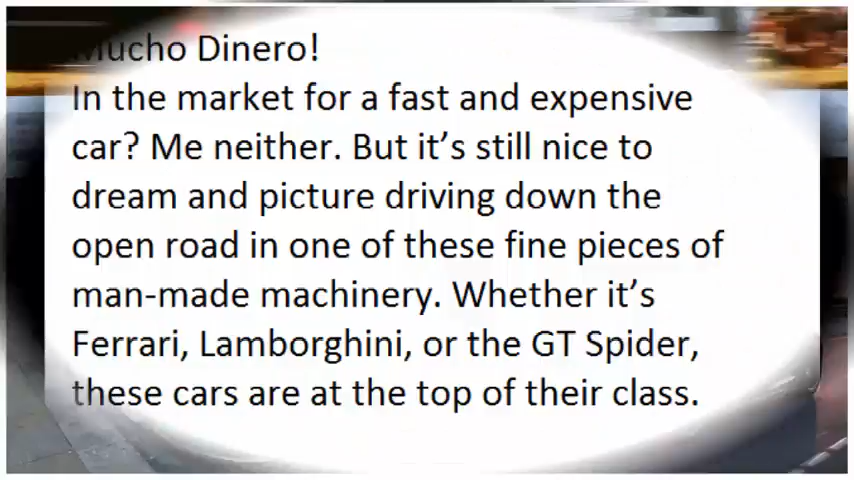 Mucho Dinero!
In the market for a fast and expensive
car? Me neither. But it’s still nice to
dream and picture driving down the
open road in one of these fine pieces of
man-made machinery. Whether it’s
Ferrari, Lamborghini, or the GT Spider,
these cars are at the top of their class.